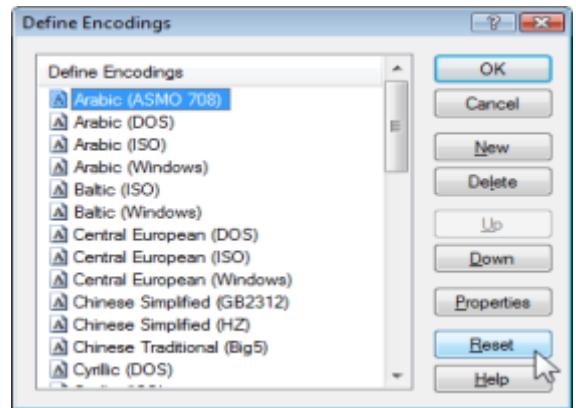 Define Encodings
Define Encodings
Arabic (ASMO 708)
Arabic (DOS)
Arabic (ISO)
Arabic (Windows)
Baltic (ISO)
Baltic (Windows)
Central European (DOS)
Central European (ISO)
Central European (Windows)
Chinese Simplified (GB2312)
Chinese Simplified (HZ)
Chinese Traditional (Big5)
Cyrillic (DOS)
OK
Cancel
New
Delete
Up
Down
Properties
Reset
Help